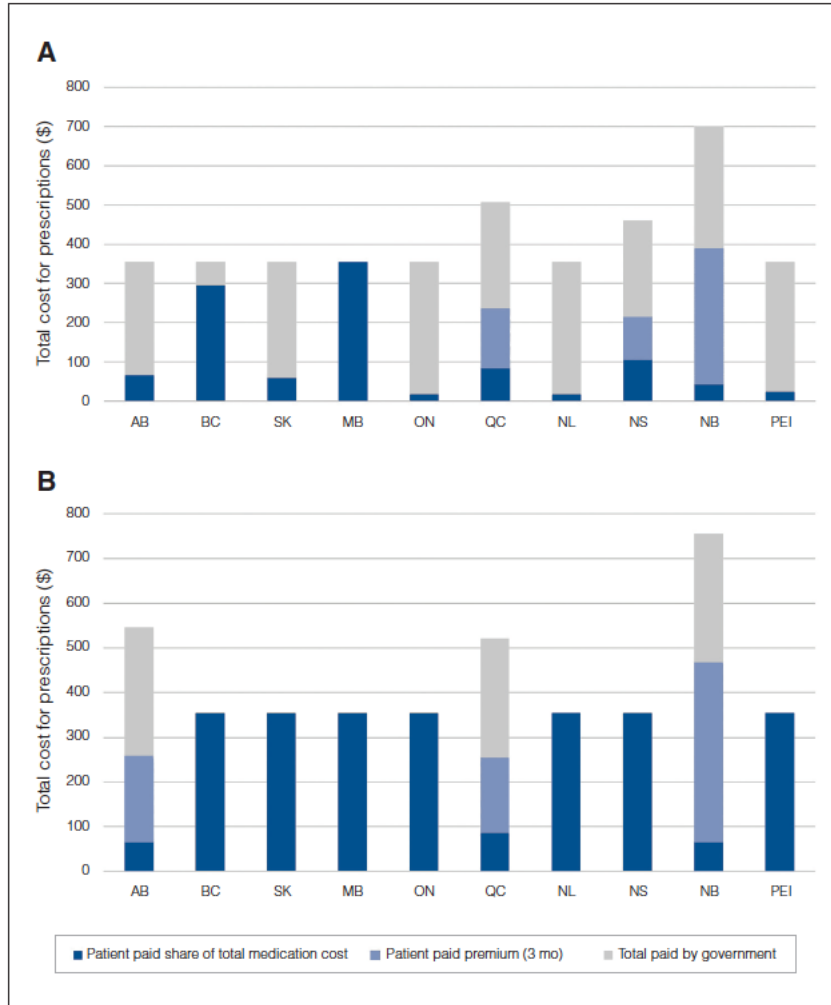 A
Total cost for prescriptions ($)
800
700
600
500
400
300
200
100
0
AB BC SK MB ON QC NL NS NB PEI
B
Total cost for prescriptions ($)
800
700
600
500
400
300
200
100
0
AB BC SK MB ON QC NL NS NB PEI
Patient paid share of total medication cost Patient paid premium (3 mo) Total paid by government